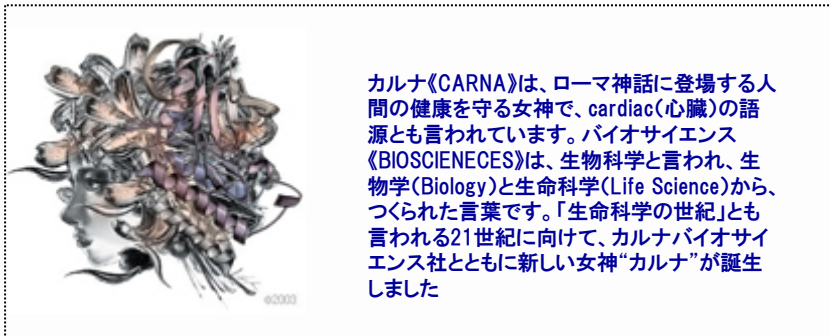 カルナ《CARNA》は、ローマ神話に登場する人
間の健康を守る女神で、cardiac（心臓）の語
源とも言われています。バイオサイエンス
《BIOSCIENECES》は、生物科学と言われ、生
物学（Biology）と生命科学（Life Science）から、
つくられた言葉です。「生命科学の世紀」とも
言われる21世紀に向けて、カルナバイオサイ
エンス社とともに新しい女神“カルナ”が誕生
しました
©2003